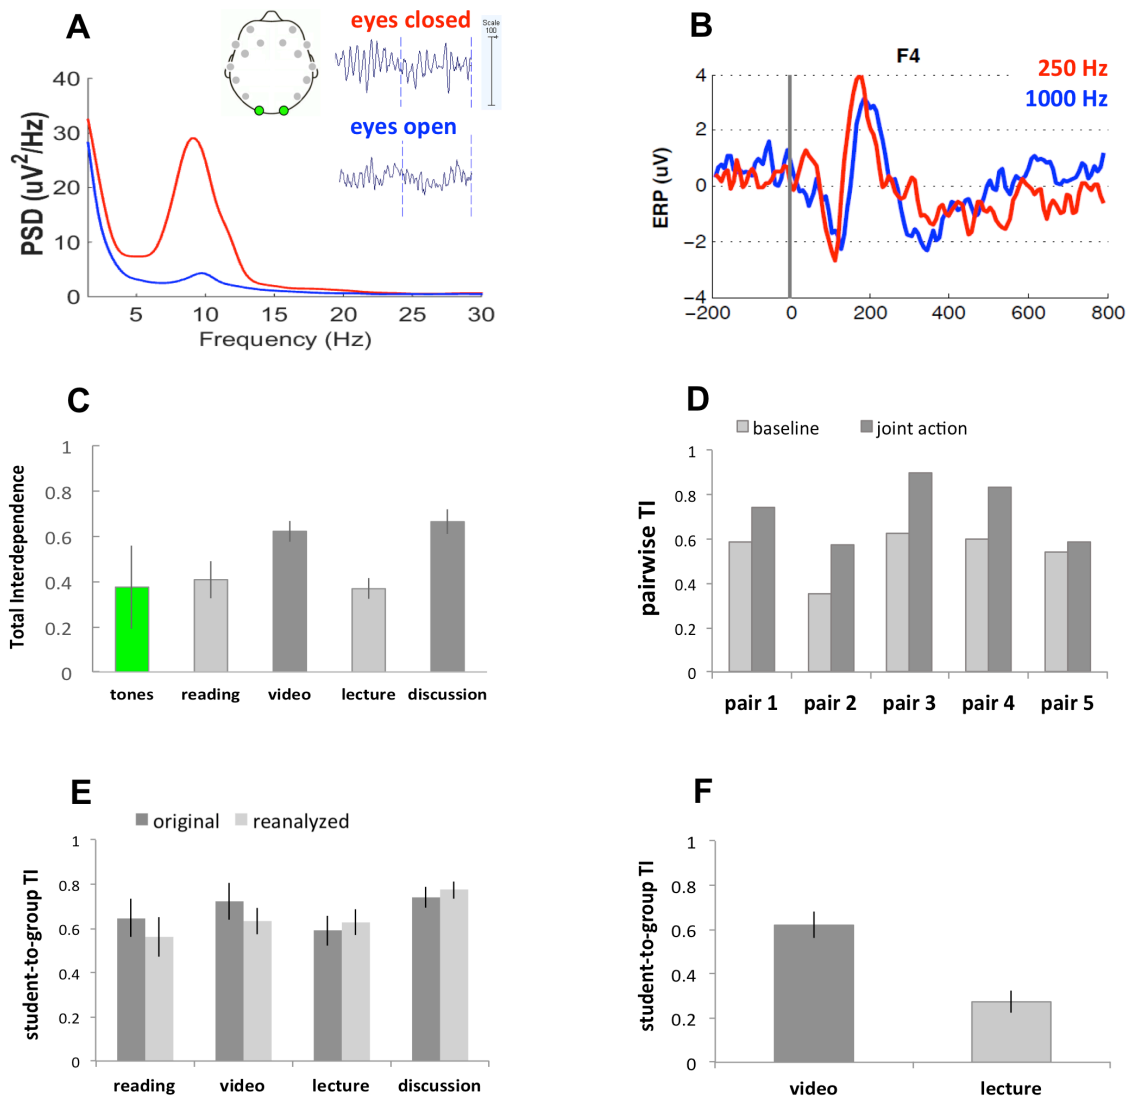 A
eyes closed
Scale
100
eyes open
PSD (uV2/Hz)
40
30
20
10
0
5 10 15 20 25 30
Frequency (Hz)
B
F4
250 Hz
1000 Hz
ERP (uV)
4
2
0
−2
−4
−200 0 200 400 600 800
C
Total Interdependence
1
0.8
0.6
0.4
0.2
0
tones reading video lecture discussion
D
baseline joint action
pairwise TI
1
0.8
0.6
0.4
0.2
0
pair 1 pair 2 pair 3 pair 4 pair 5
E
original reanalyzed
student-to-group TI
1
0.8
0.6
0.4
0.2
0
reading video lecture discussion
F
student-to-group TI
1
0.8
0.6
0.4
0.2
0
video lecture